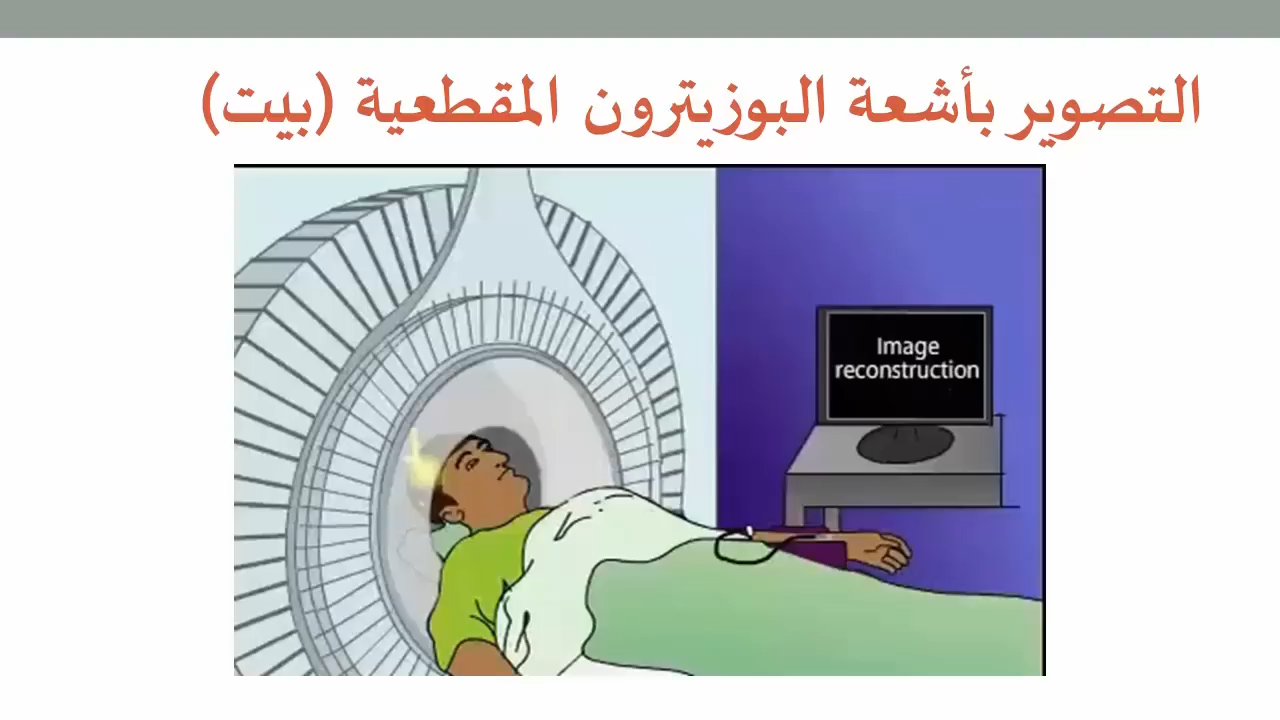 التصوير بأشعة البوزيترون المقطعية (بيت)
Image
reconstruction